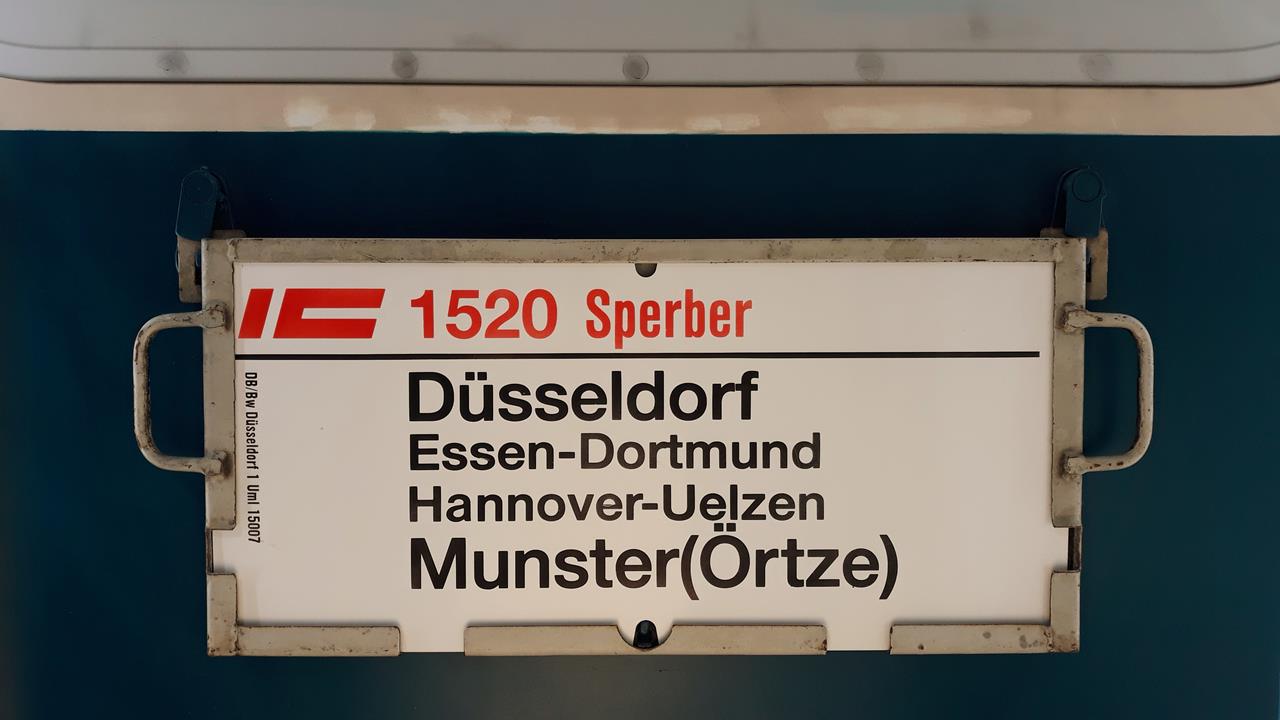 IC 1520 Sperber
Düsseldorf
Essen-Dortmund
Hannover-Uelzen
Munster(Örtze)
DB/Bw Düsseldorf 1 Uml 15007